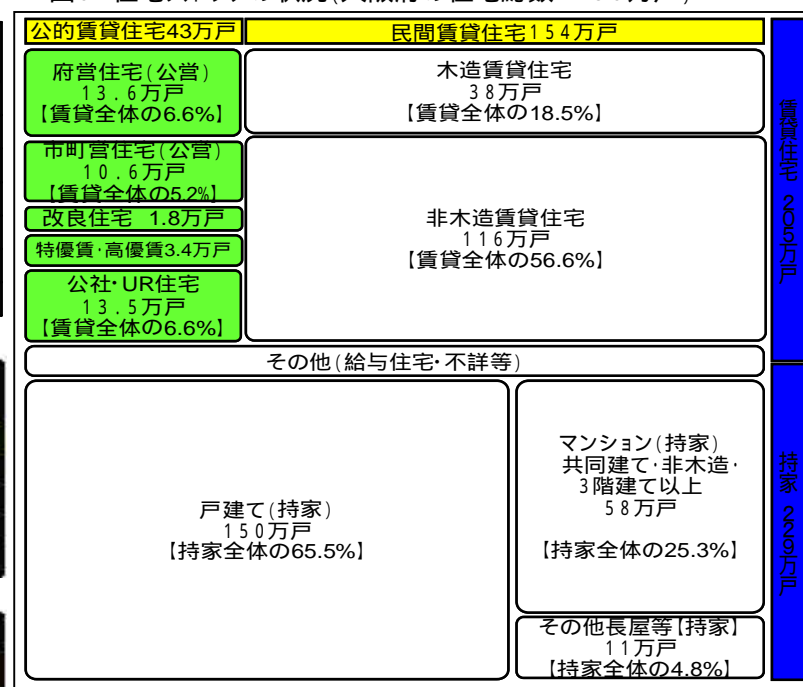 公的賃貸住宅43万戸
民間賃貸住宅154万戸
府営住宅(公営)
13.6万戸
【賃貸全体の6.6%】
木造賃貸住宅
38万戸
【賃貸全体の18.5%】
市町営住宅(公営)
10.6万戸
【賃貸全体の5.2%】
改良住宅 1.8万戸
特優賃・高優賃3.4万戸
公社・UR住宅
13.5万戸
【賃貸全体の6.6%】
非木造賃貸住宅
116万戸
【賃貸全体の56.6%】
賃貸住宅 205万戸
その他(給与住宅・不詳等)
戸建て(持家)
150万戸
【持家全体の65.5%】
マンション(持家)
共同建て・非木造・
3階建て以上
58万戸
【持家全体の25.3%】
その他長屋等【持家】
11万戸
【持家全体の4.8%】
持家 229万戸